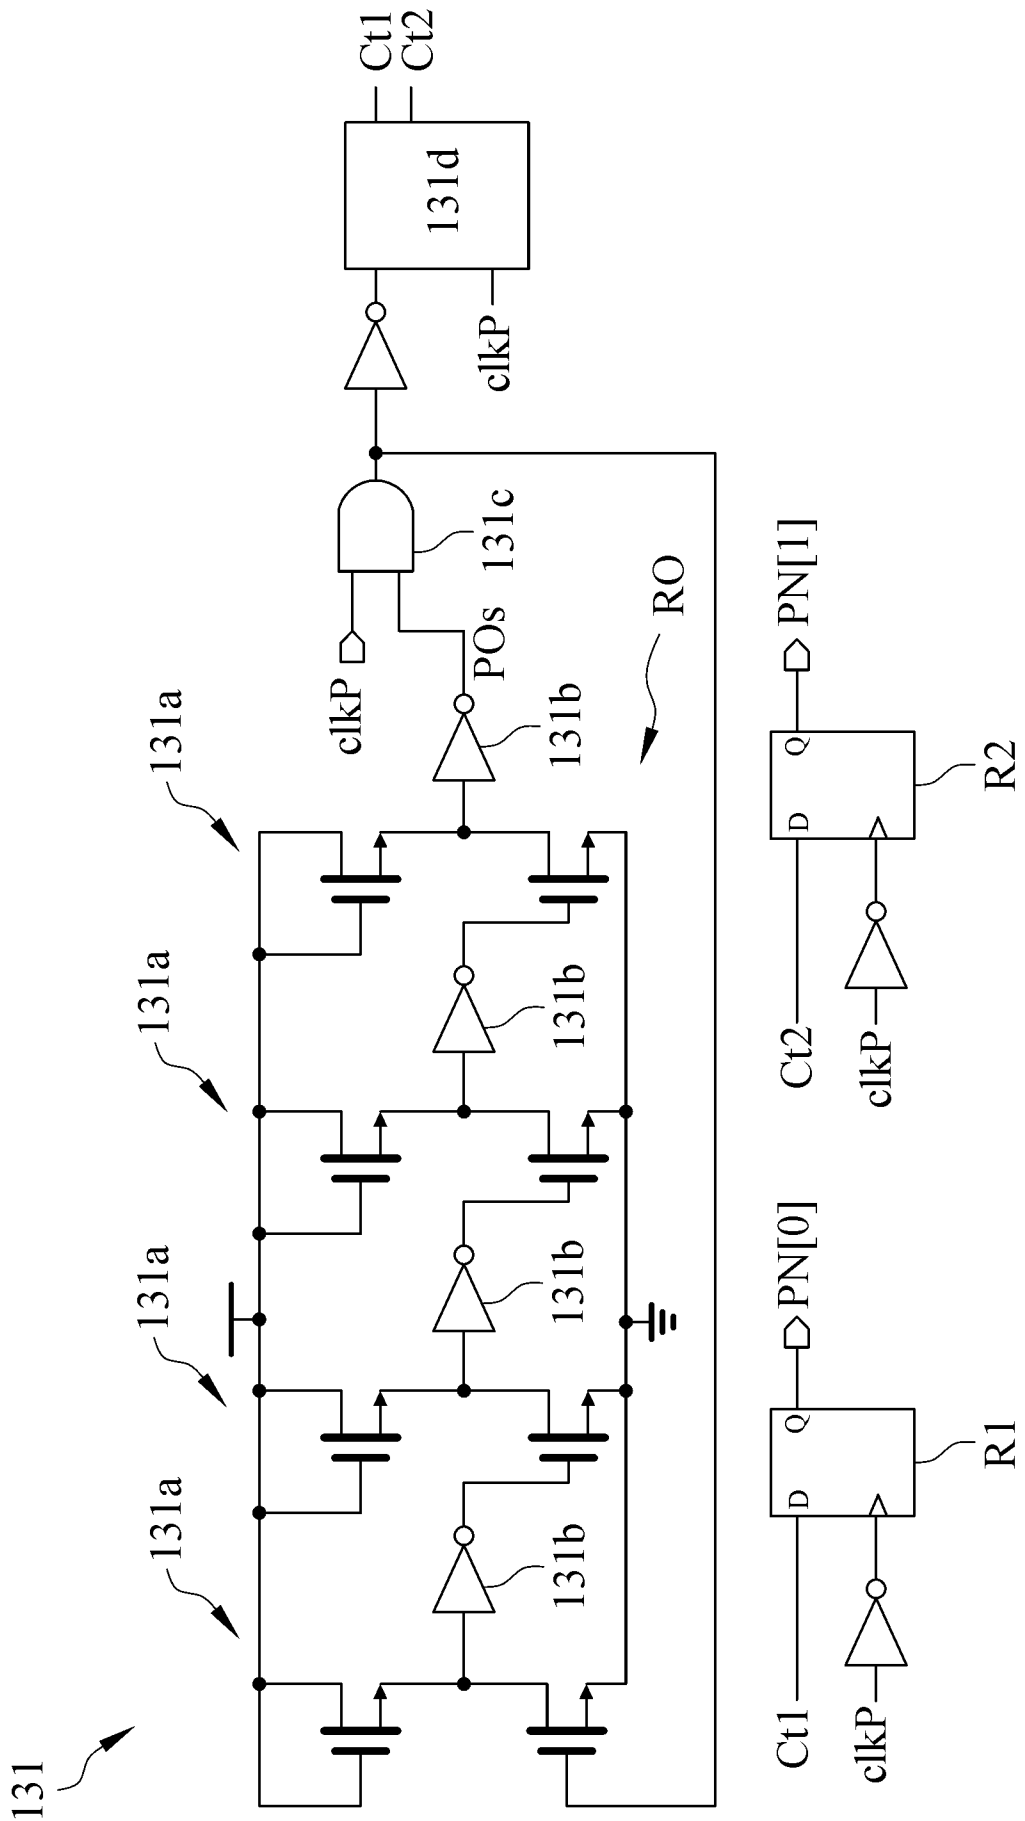 131
131a
131a
131a
131a
131b
131b
131b
131b
POs
clkP
131c
RO
clkP
131d
Ct1
Ct2
Ct1
clkP
D
Q
R1
PN[0]
Ct2
clkP
D
Q
R2
PN[1]